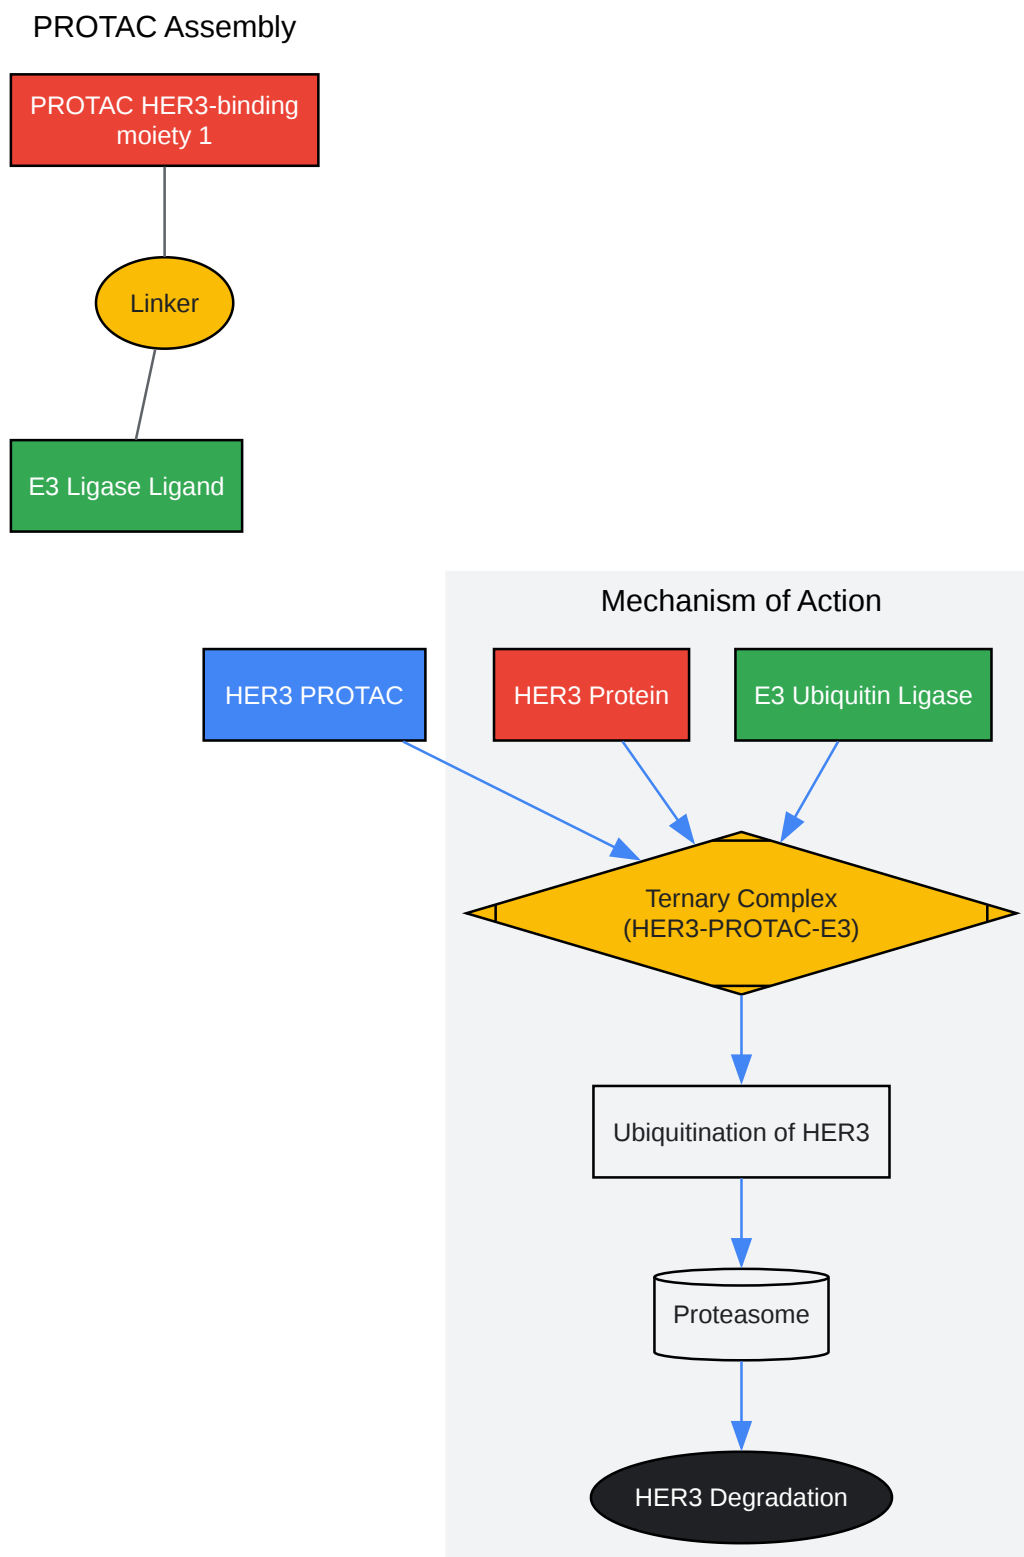 PROTAC Assembly
PROTAC HER3-binding
moiety 1
Linker
E3 Ligase Ligand
Mechanism of Action
HER3 PROTAC
HER3 Protein
E3 Ubiquitin Ligase
Ternary Complex
(HER3-PROTAC-E3)
Ubiquitination of HER3
Proteasome
HER3 Degradation